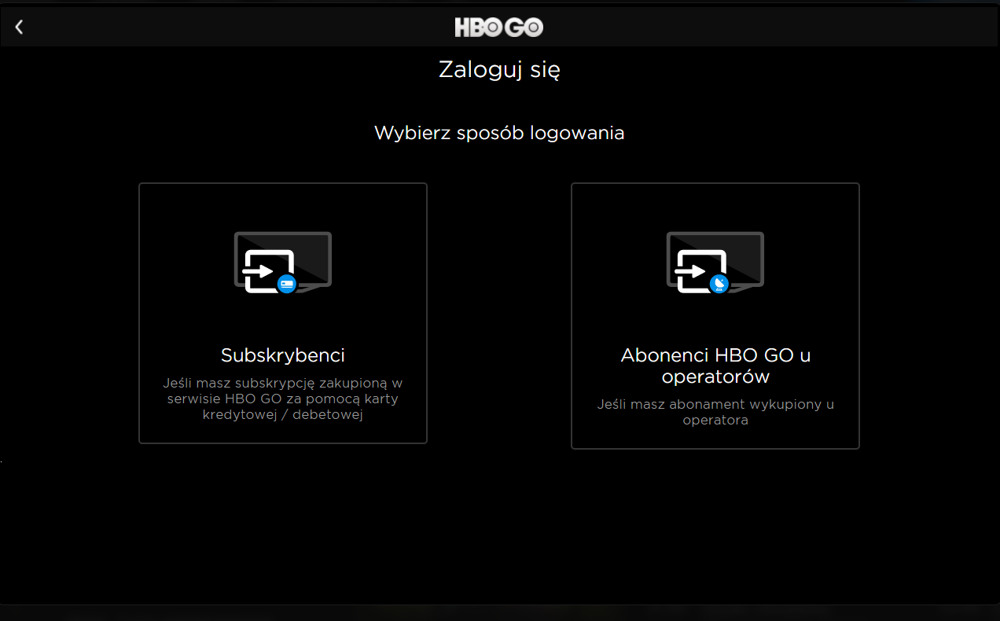 HBO GO
Zaloguj się
Wybierz sposób logowania
Subskrybenci
Jeśli masz subskrypcję zakupioną w
serwisie HBO GO za pomocą karty
kredytowej / debetowej
Abonenci HBO GO u
operatorów
Jeśli masz abonament wykupiony u
operatora